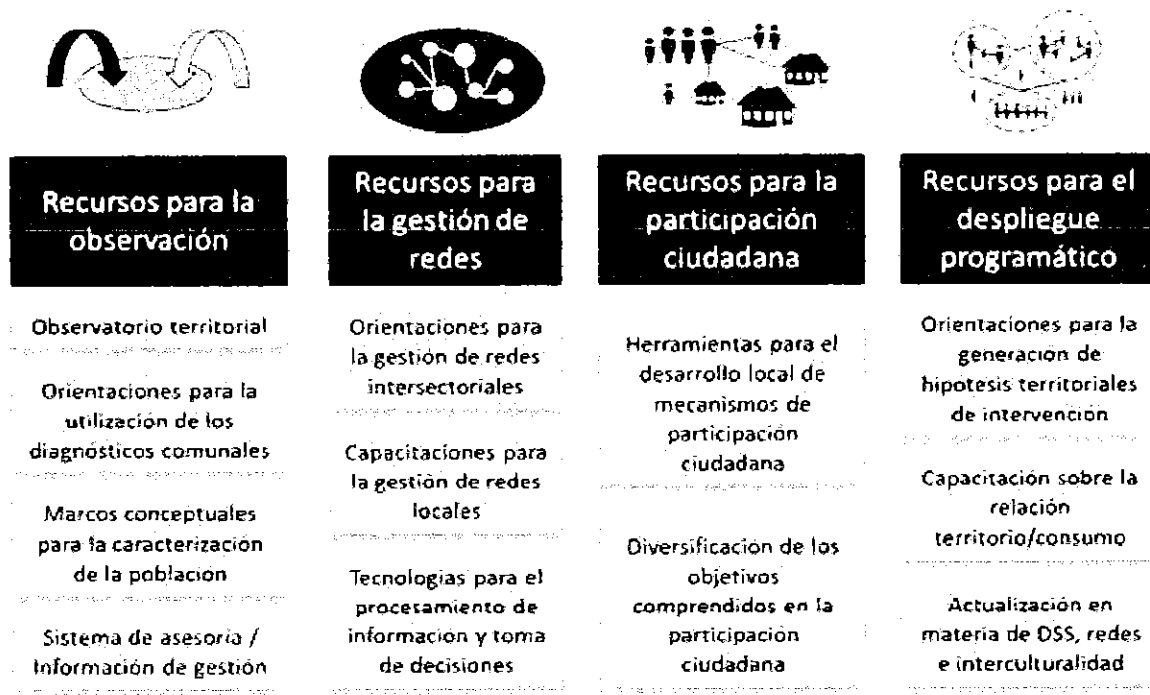 Recursos para la
observación
Observatorio territorial
Orientaciones para la
utilización de los
diagnósticos comunales
Marcos conceptuales
para la caracterización
de la población
Sistema de asesoría /
Información de gestión
Recursos para
la gestión de
redes
Orientaciones para
la gestión de redes
intersectoriales
Capacitaciones para
la gestión de redes
locales
Tecnologías para el
procesamiento de
información y toma
de decisiones
Recursos para la
participación
ciudadana
Herramientas para el
desarrollo local de
mecanismos de
participación
ciudadana
Diversificación de los
objetivos
comprendidos en la
participación
ciudadana
Recursos para el
despliegue
programático
Orientaciones para la
generación de
hipotesis territoriales
de intervención
Capacitación sobre la
relación
territorio/consumo
Actualización en
materia de DSS, redes
e interculturalidad